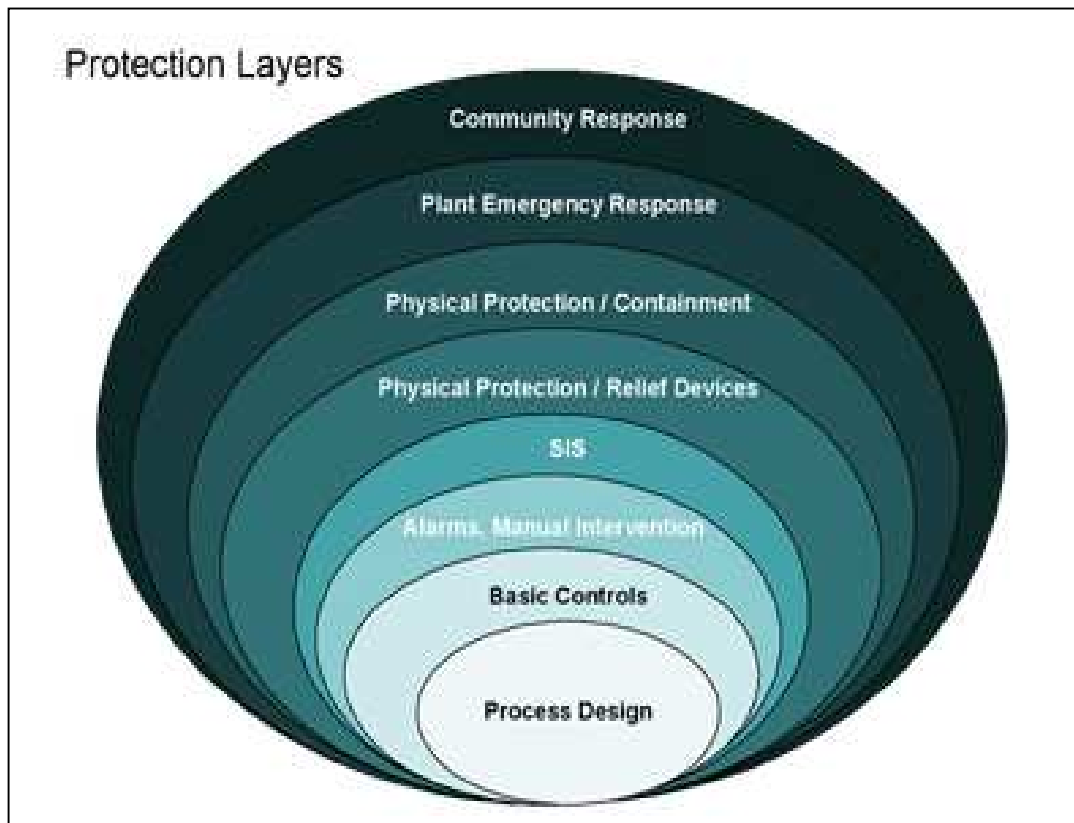 Protection Layers
Community Response
Plant Emergency Response
Physical Protection / Containment
Physical Protection / Relief Devices
SIS
Alarms, Manual Intervention
Basic Controls
Process Design